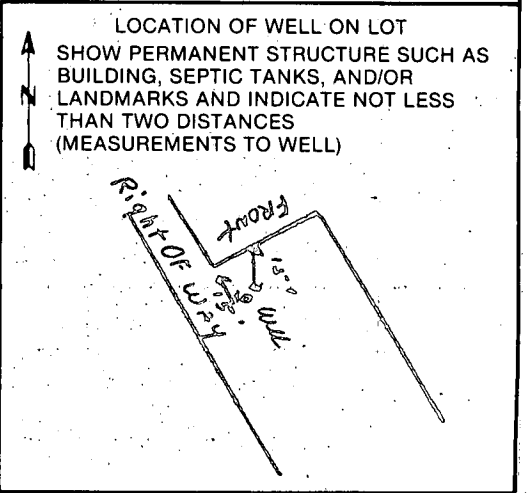 LOCATION OF WELL ON LOT
SHOW PERMANENT STRUCTURE SUCH AS
BUILDING, SEPTIC TANKS, AND/OR
N LANDMARKS AND INDICATE NOT LESS
THAN TWO DISTANCES
(MEASUREMENTS TO WELL)
Right OF WAY
FRONT
15'
Well